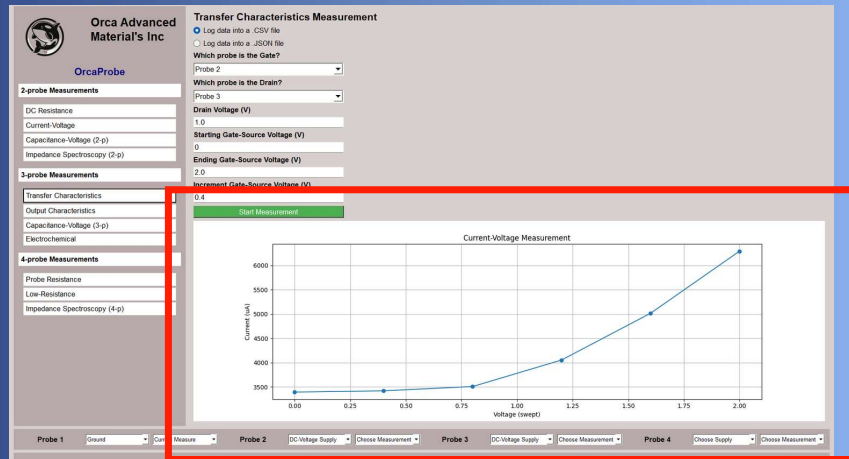 Orca Advanced
Material's Inc
OrcaProbe
2-probe Measurements
DC Resistance
Current-Voltage
Capacitance-Voltage (2-p)
Impedance Spectroscopy (2-p)
3-probe Measurements
Transfer Characteristics
Output Characteristics
Capacitance-Voltage (3-p)
Electrochemical
4-probe Measurements
Probe Resistance
Low-Resistance
Impedance Spectroscopy (4-p)
Transfer Characteristics Measurement
Log data into a .CSV file
Log data into a .JSON file
Which probe is the Gate?
Probe 2
Which probe is the Drain?
Probe 3
Drain Voltage (V)
1.0
Starting Gate-Source Voltage (V)
0
Ending Gate-Source Voltage (V)
2.0
Increment Gate-Source Voltage (V)
0.4
Start Measurement
Current-Voltage Measurement
6000
5500
5000
4500
4000
3500
Current (uA)
0.00 0.25 0.50 0.75 1.00 1.25 1.50 1.75 2.00
Voltage (swept)
Probe 1 Ground Measure Probe 2 DC-Voltage Supply Choose Measurement Probe 3 DC-Voltage Supply Choose Measurement Probe 4 Choose Supply Choose Measurement